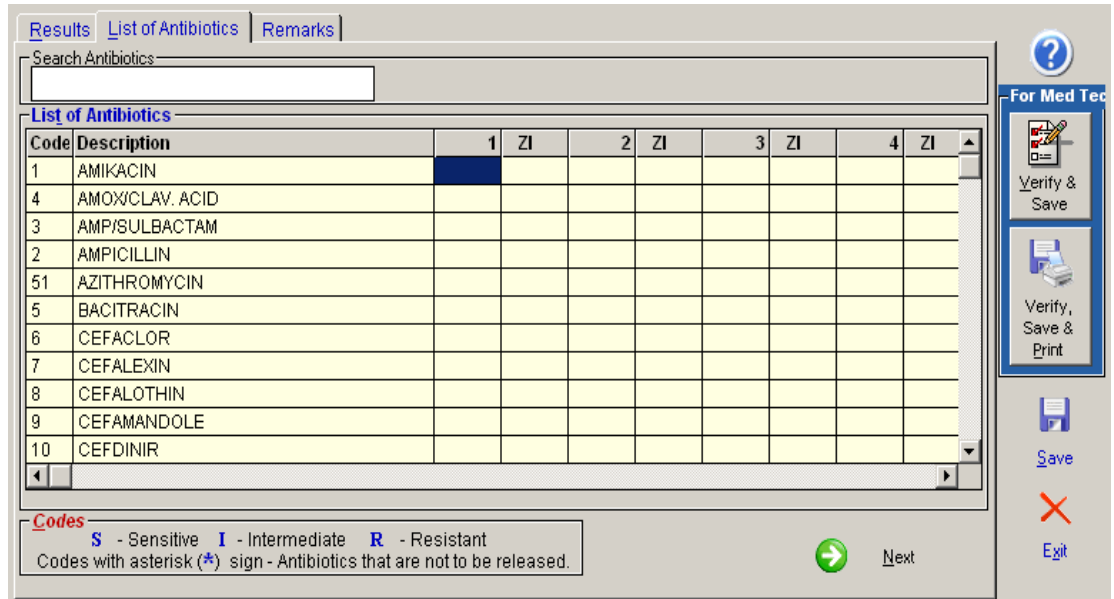 Results List of Antibiotics Remarks
Search Antibiotics
List of Antibiotics
Code Description 1 ZI 2 ZI 3 ZI 4 ZI
1 AMIKACIN
4 AMOX/CLAV. ACID
3 AMP/SULBACTAM
2 AMPICILLIN
51 AZITHROMYCIN
5 BACITRACIN
6 CEFACLOR
7 CEFALEXIN
8 CEFALOTHIN
9 CEFAMANDOLE
10 CEFDINIR
Codes
S - Sensitive I - Intermediate R - Resistant
Codes with asterisk (*) sign - Antibiotics that are not to be released.
Next
?
For Med Tec
Verify &
Save
Verify,
Save &
Print
Save
Exit